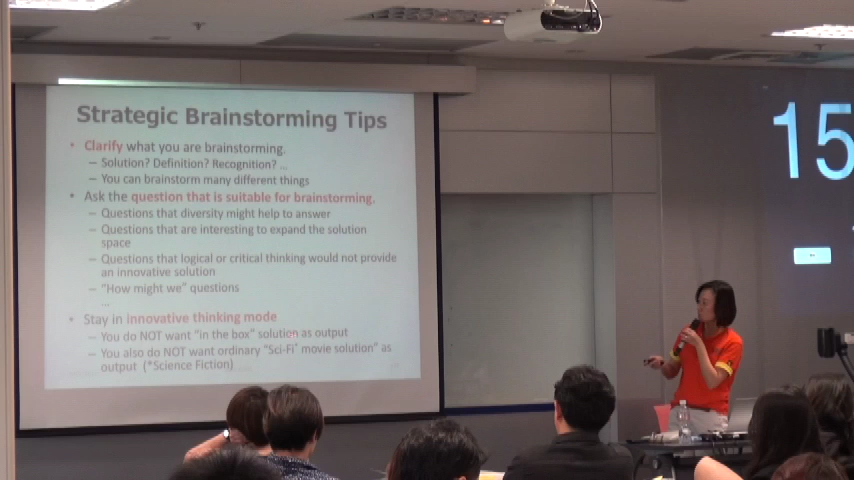 Strategic Brainstorming Tips
• Clarify what you are brainstorming.
– Solution? Definition? Recognition? ...
– You can brainstorm many different things
• Ask the question that is suitable for brainstorming.
– Questions that diversity might help to answer
– Questions that are interesting to expand the solution
space
– Questions that logical or critical thinking would not provide
an innovative solution
– "How might we" questions
...
• Stay in innovative thinking mode
– You do NOT want "in the box" solution as output
– You also do NOT want ordinary "Sci-Fi* movie solution" as
output (*Science Fiction)
15